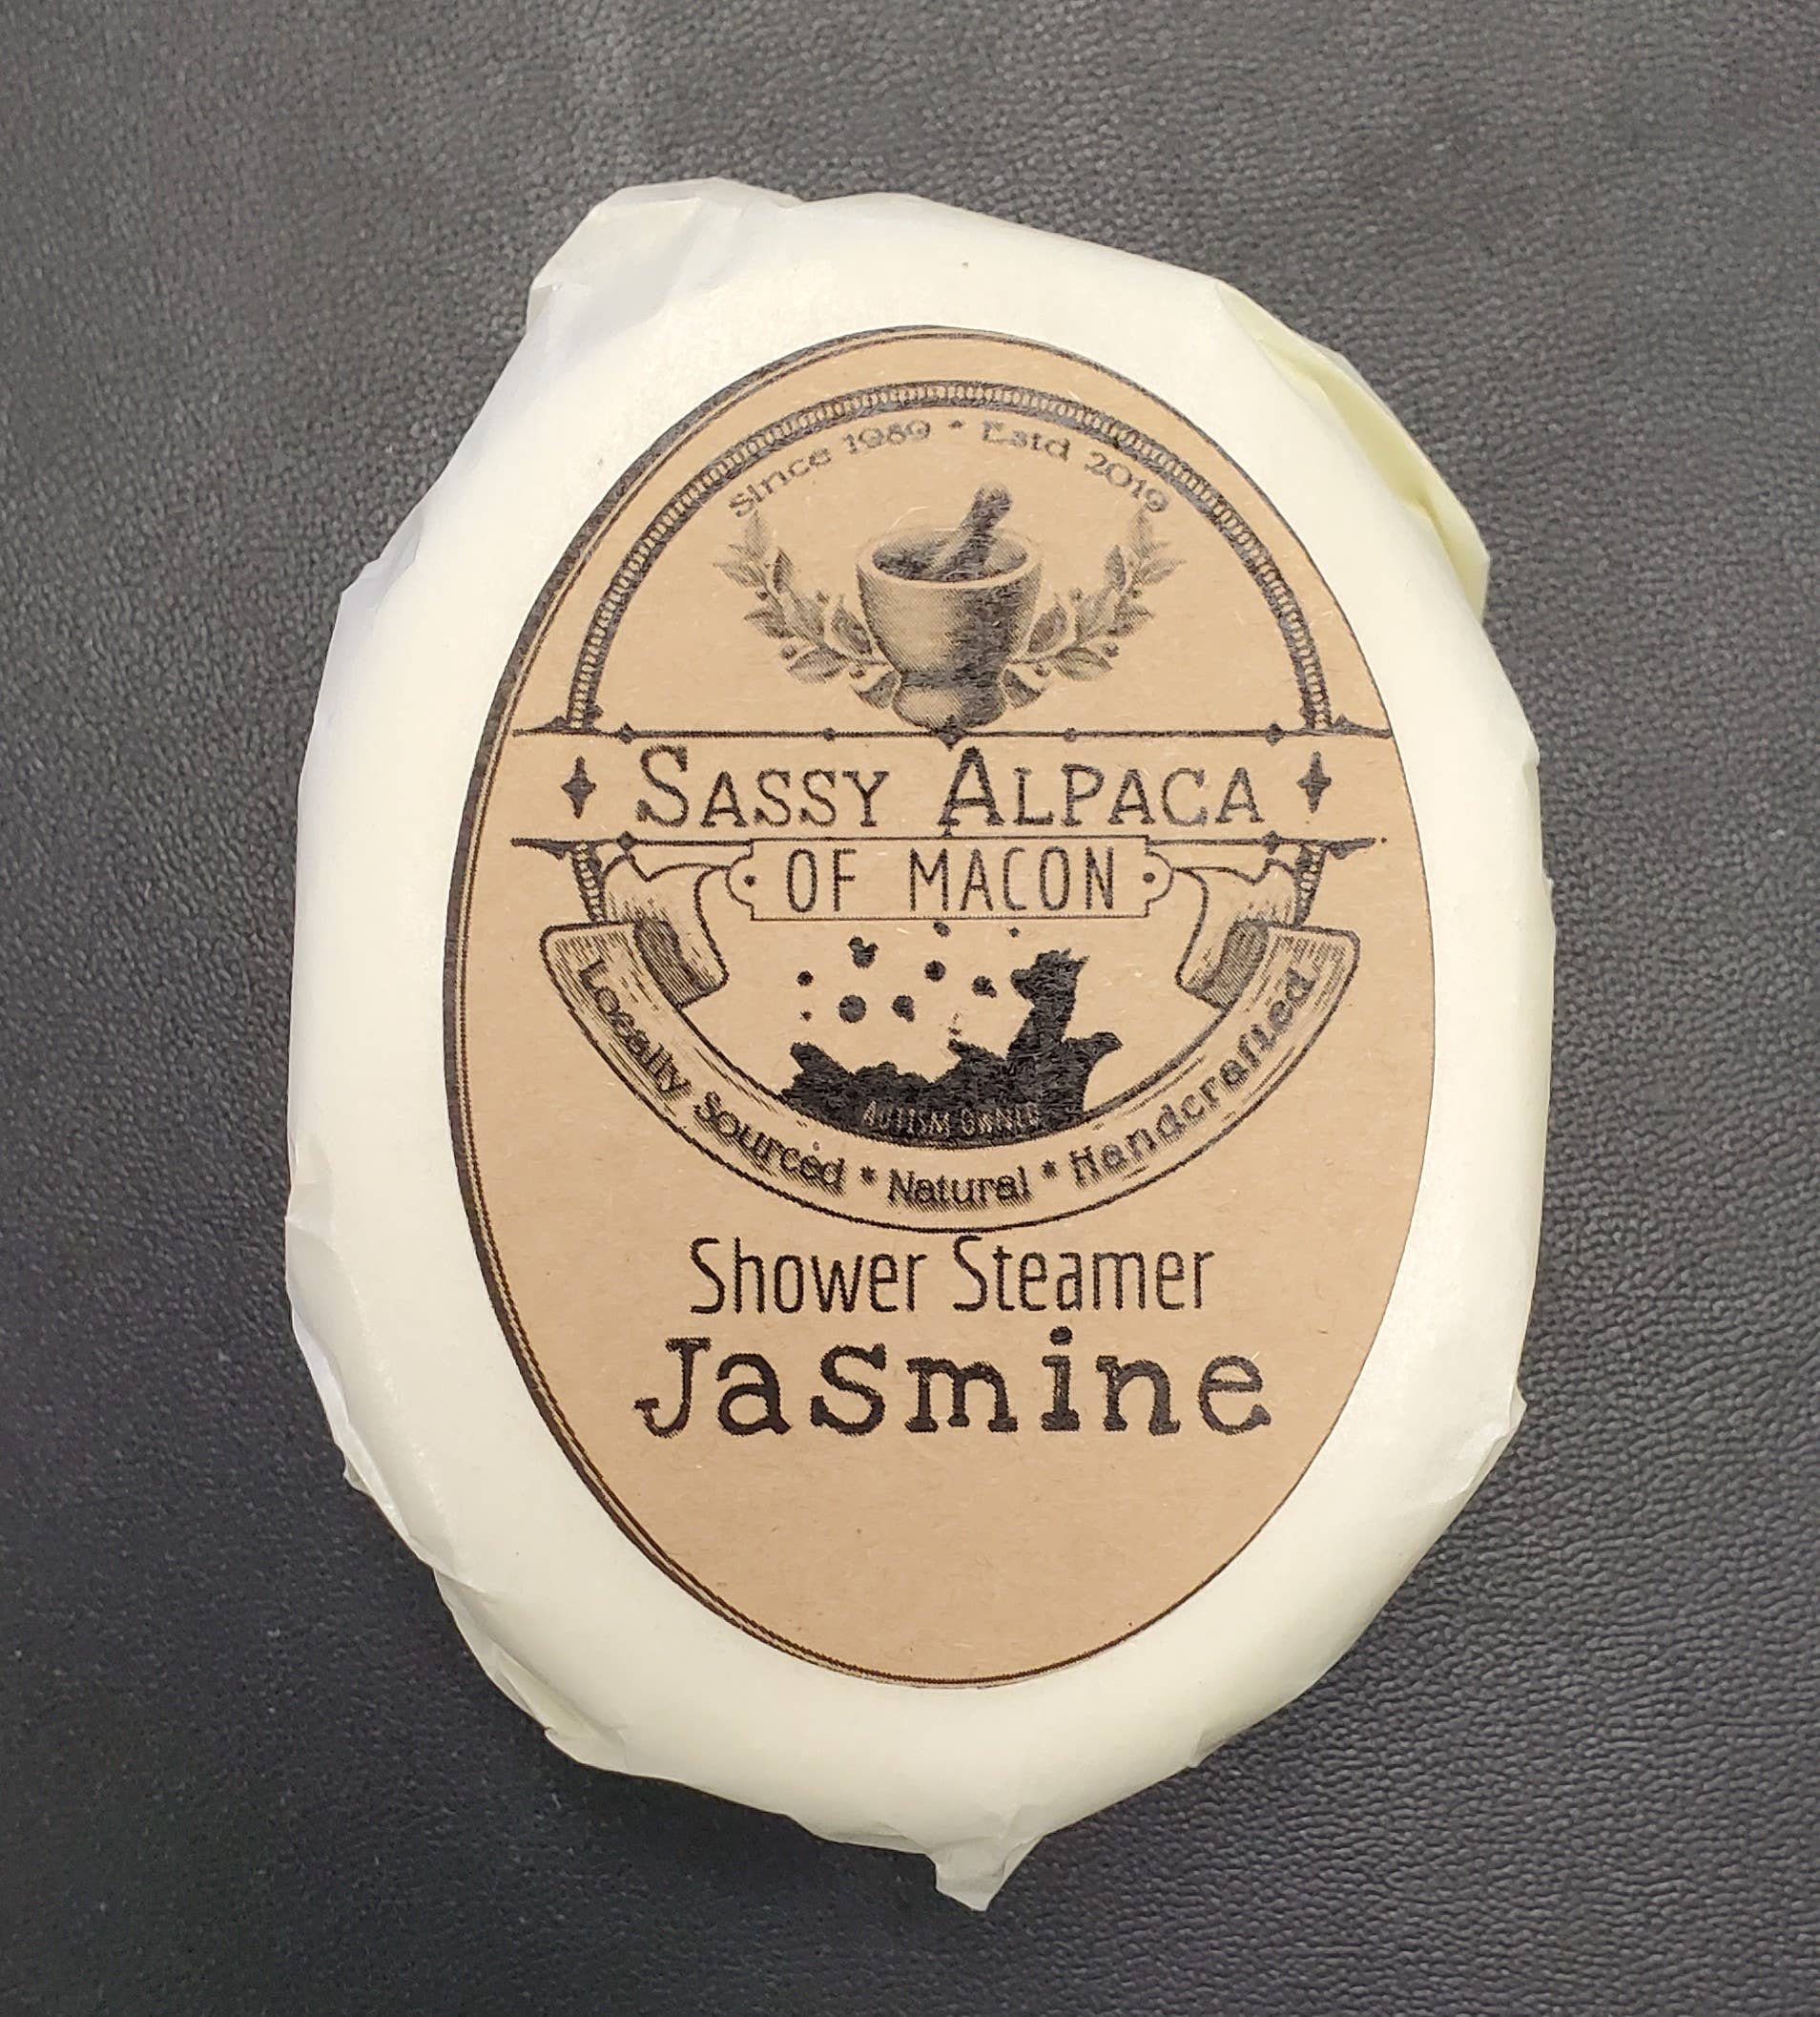 Since 1989 * Estd 2019
SASSY ALPACA
OF MACON
AUTISM OWNED
Locally Sourced * Natural * Handcrafted
Shower Steamer
Jasmine